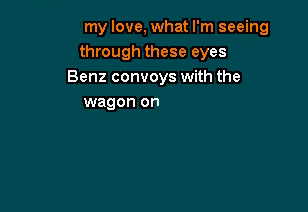 my love, what I'm seeing
through these eyes
Benz convoys with the
wagon on